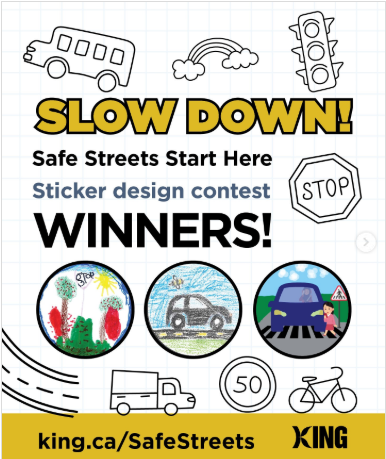 SLOW DOWN!
Safe Streets Start Here
Sticker design contest
STOP
WINNERS!
STOP
50
king.ca/SafeStreets
KING